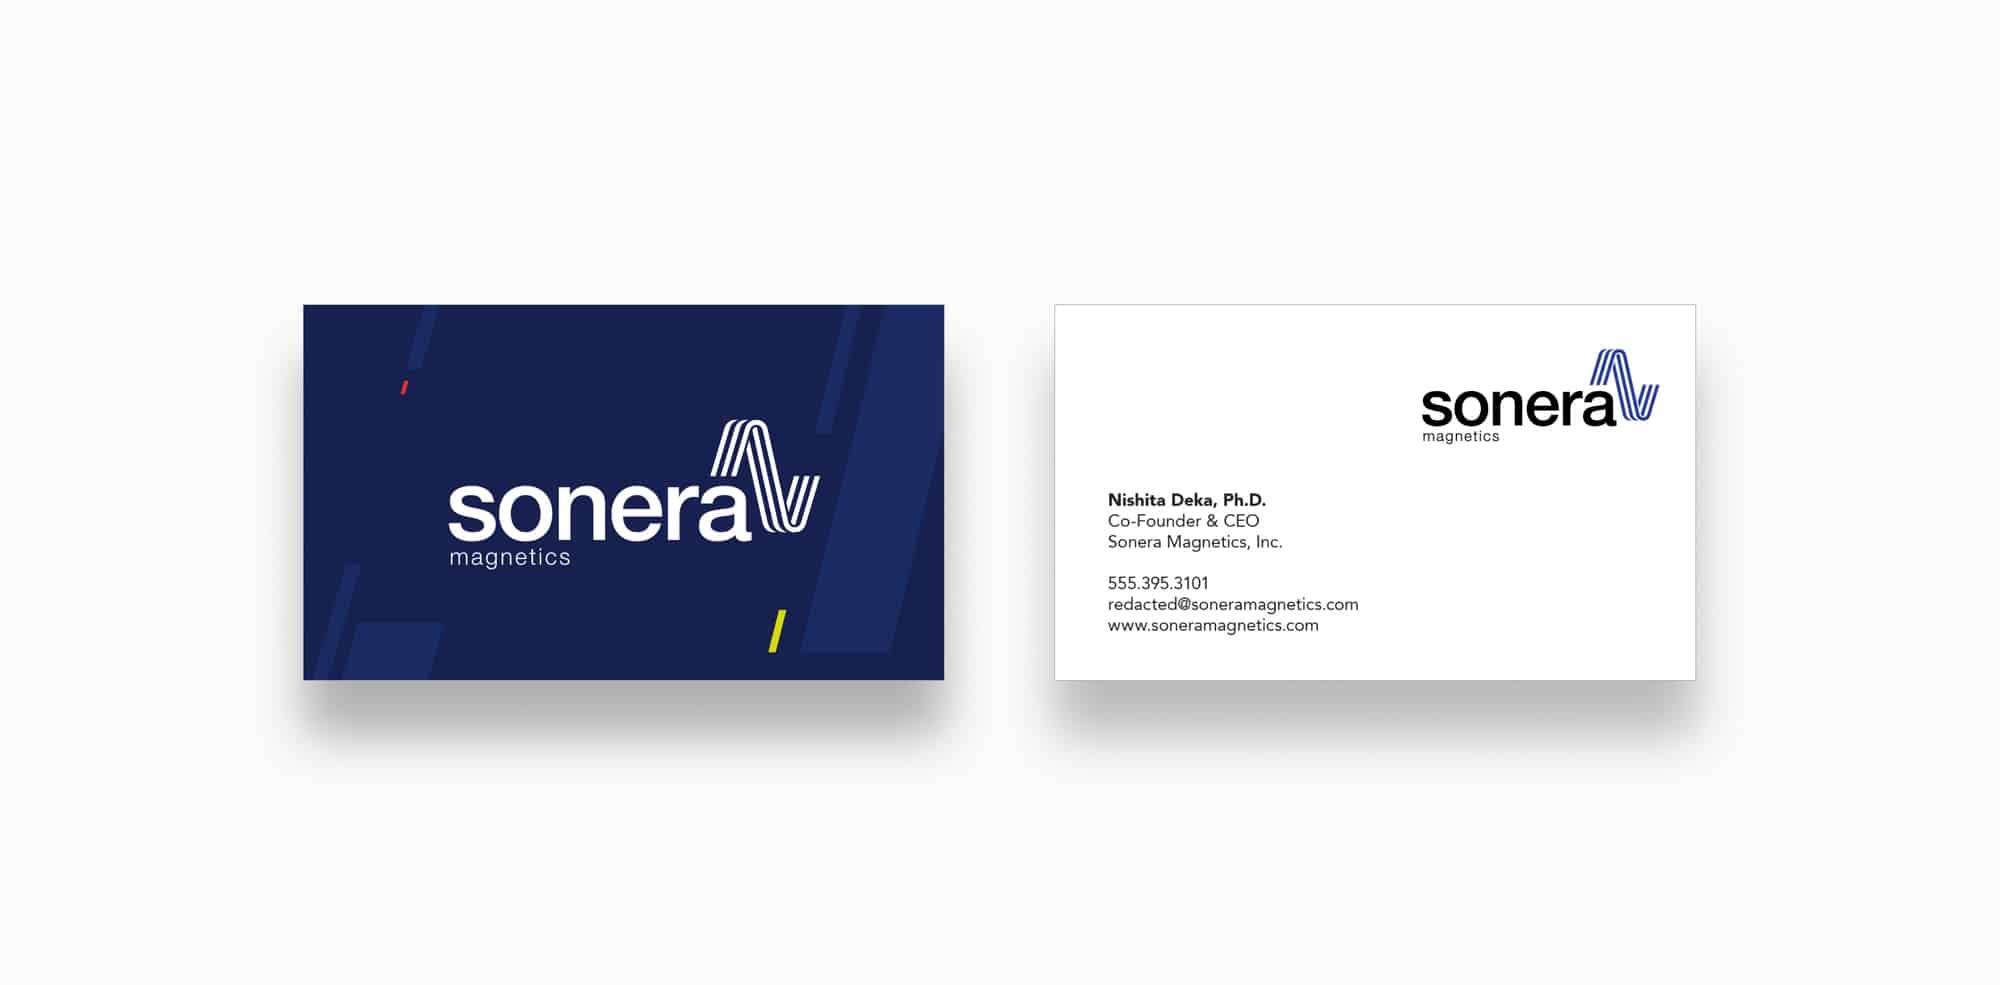 sonera
magnetics
sonera
magnetics
Nishita Deka, Ph.D.
Co-Founder & CEO
Sonera Magnetics, Inc.
555.395.3101
redacted@soneramagnetics.com
www.soneramagnetics.com